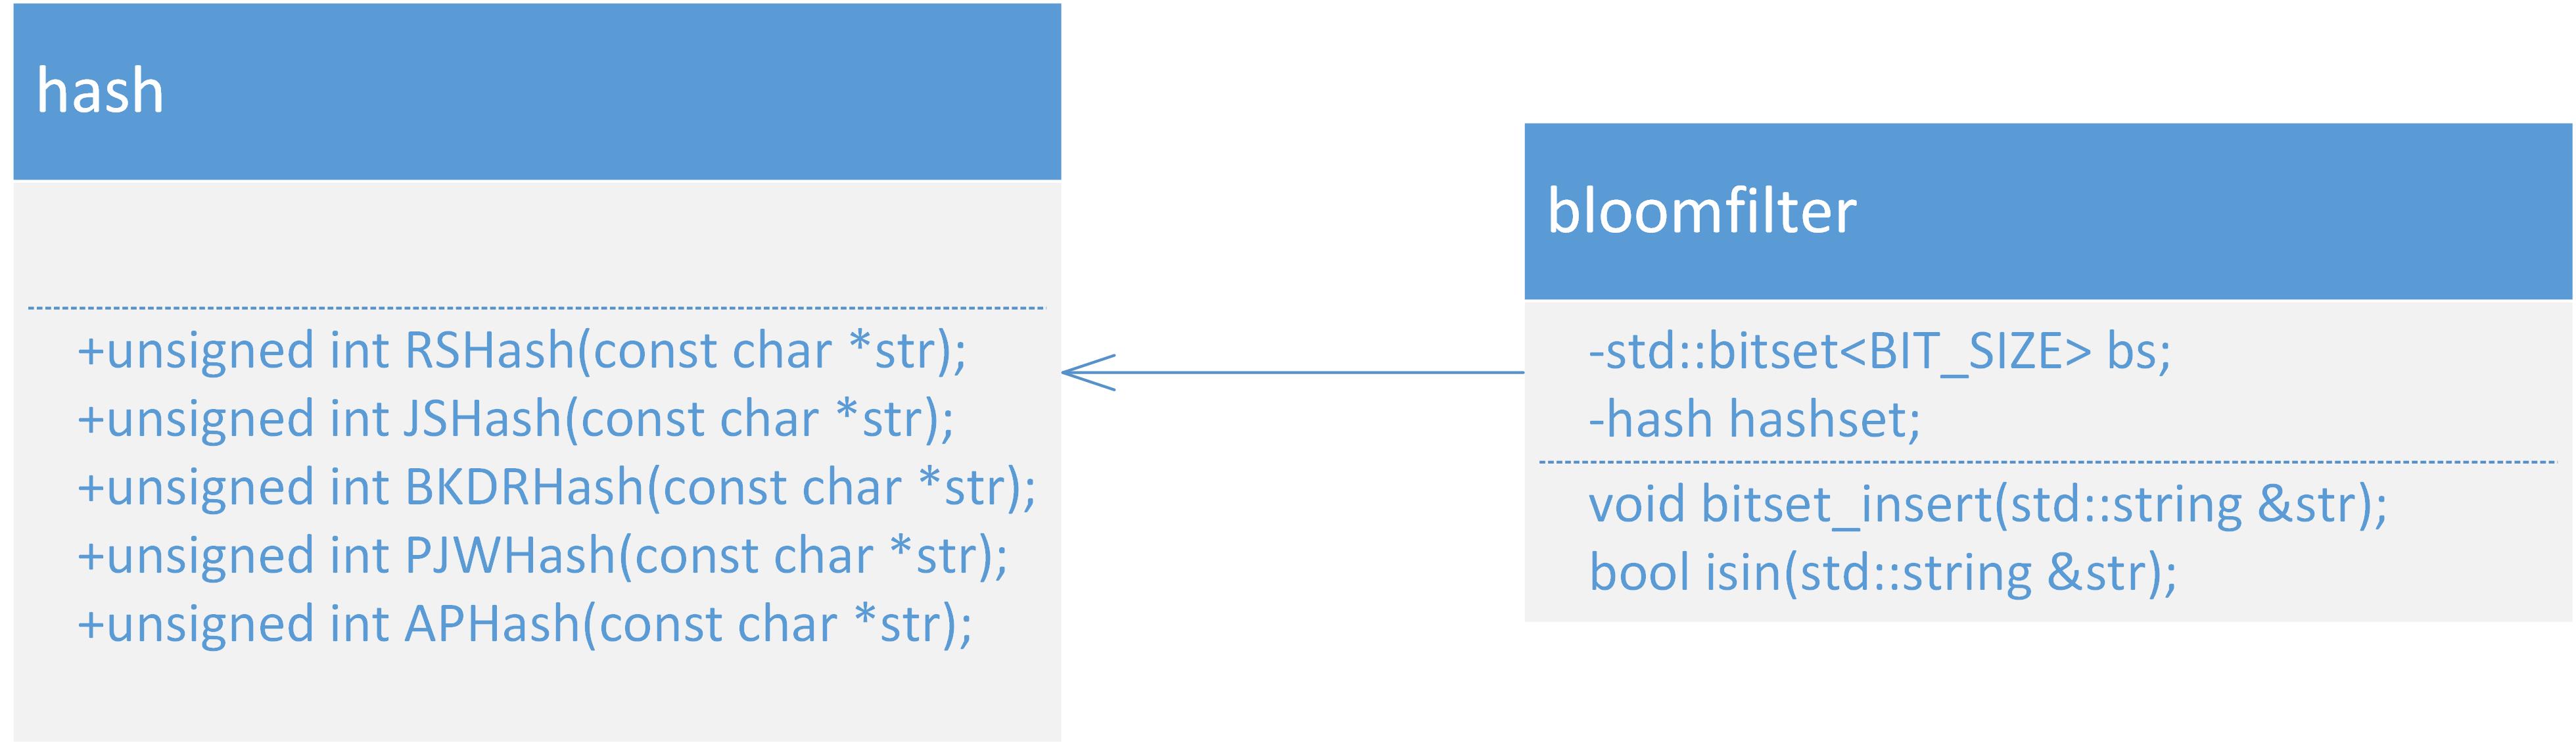 hash
+unsigned int RSHash(const char *str);
+unsigned int JSHash(const char *str);
+unsigned int BKDRHash(const char *str);
+unsigned int PJWHash(const char *str);
+unsigned int APHash(const char *str);
bloomfilter
-std::bitset<BIT_SIZE> bs;
-hash hashset;
void bitset_insert(std::string &str);
bool isin(std::string &str);